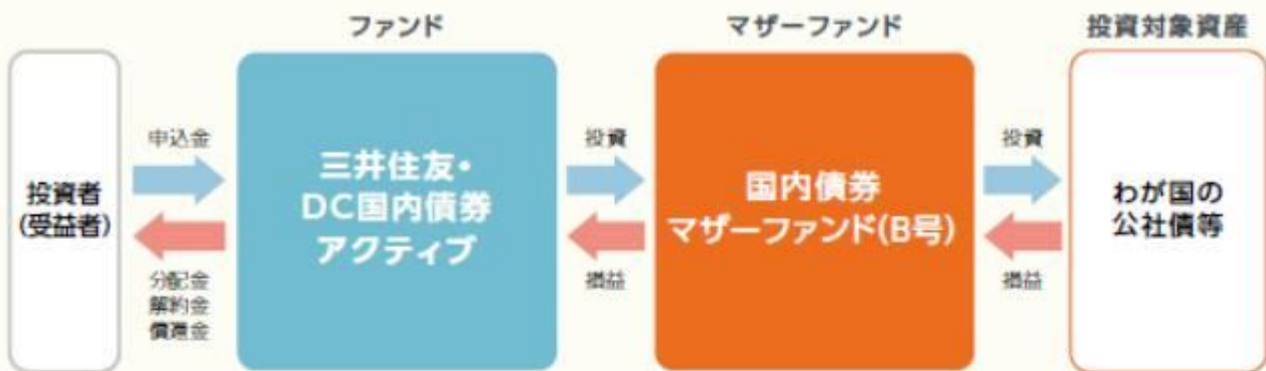 ファンド
マザーファンド
投資対象資産
投資者
(受益者)
申込金
分配金
解約金
償還金
三井住友・
DC国内債券
アクティブ
投資
損益
国内債券
マザーファンド(B号)
投資
損益
わが国の
公社債等